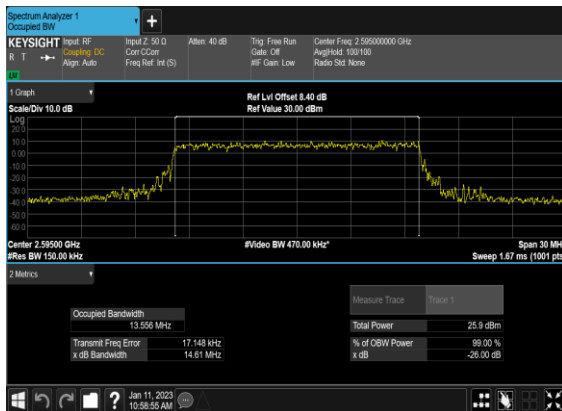 Spectrum Analyzer 1
Occupied BW
KEYSIGHT
R T
Input: RF
Coupling: DC
Align: Auto
Input Z: 50 Ω
Corr CCorr
Freq Ref: Int (S)
Atten: 40 dB
Trig: Free Run
Gate: Off
#IF Gain: Low
Center Freq: 2.595000000 GHz
Avg|Hold: 100/100
Radio Std: None
1 Graph
Scale/Div 10.0 dB
Ref Lvl Offset 8.40 dB
Ref Value 30.00 dBm
Log
20.0
10.0
0.00
-10.0
-20.0
-30.0
-40.0
-50.0
-60.0
Center 2.59500 GHz
#Res BW 150.00 kHz
#Video BW 470.00 kHz*
Span 30 MH
Sweep 1.67 ms (1001 pts
2 Metrics
Measure Trace
Trace 1
Occupied Bandwidth
13.556 MHz
Total Power
25.9 dBm
Transmit Freq Error
17.148 kHz
% of OBW Power
99.00 %
x dB Bandwidth
14.61 MHz
x dB
-26.00 dB
Jan 11, 2023
10:58:55 AM